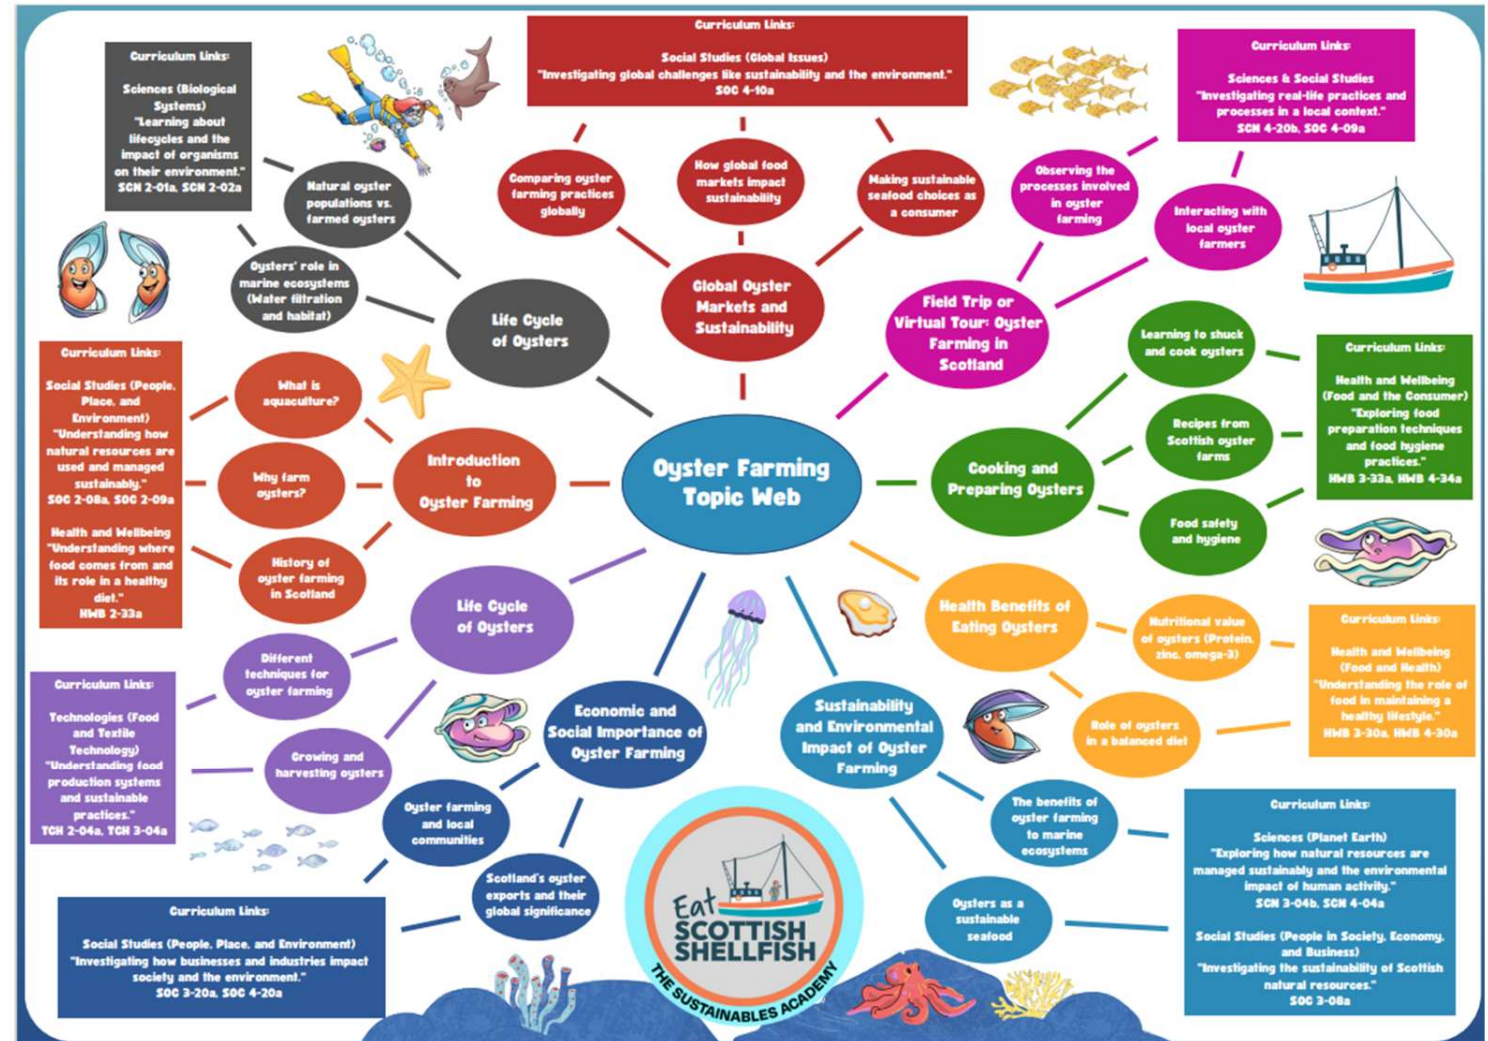 Curriculum Links:
Social Studies (Global Issues)
"Investigating global challenges like sustainability and the environment."
SOC 4-10a
Curriculum Links:
Sciences (Biological
Systems)
"Learning about
lifecycles and the
impact of organisms
on their environment."
SCN 2-01a, SCN 2-02a
Curriculum Links:
Sciences & Social Studies
"Investigating real-life practices and
processes in a local context."
SCN 4-20b, SOC 4-09a
Natural oyster
populations vs.
farmed oysters
Oysters' role in
marine ecosystems
(Water filtration
and habitat)
Life Cycle
of Oysters
Comparing oyster
farming practices
globally
How global food
markets impact
sustainability
Making sustainable
seafood choices as
a consumer
Global Oyster
Markets and
Sustainability
Observing the
processes involved
in oyster
farming
Interacting with
local oyster
farmers
Field Trip or
Virtual Tour: Oyster
Farming in
Scotland
Curriculum Links:
Social Studies (People,
Place, and
Environment)
"Understanding how
natural resources are
used and managed
sustainably."
SOC 2-08a, SOC 2-09a
Health and Wellbeing
"Understanding where
food comes from and
its role in a healthy
diet."
HWB 2-33a
What is
aquaculture?
Why farm
oysters?
History of
oyster farming
in Scotland
Introduction
to
Oyster Farming
Oyster Farming
Topic Web
Cooking and
Preparing Oysters
Learning to shuck
and cook oysters
Recipes from
Scottish oyster
farms
Food safety
and hygiene
Curriculum Links:
Health and Wellbeing
(Food and the Consumer)
"Exploring food
preparation techniques
and food hygiene
practices."
HWB 3-33a, HWB 4-34a
Life Cycle
of Oysters
Different
techniques for
oyster farming
Growing and
harvesting oysters
Curriculum Links:
Technologies (Food
and Textile
Technology)
"Understanding food
production systems
and sustainable
practices."
TCH 2-04a, TCH 3-04a
Health Benefits of
Eating Oysters
Nutritional value
of oysters (Protein,
zinc, omega-3)
Role of oysters
in a balanced diet
Curriculum Links:
Health and Wellbeing
(Food and Health)
"Understanding the role of
food in maintaining a
healthy lifestyle."
HWB 3-30a, HWB 4-30a
Economic and
Social Importance of
Oyster Farming
Oyster farming
and local
communities
Scotland's oyster
exports and their
global significance
Curriculum Links:
Social Studies (People, Place, and Environment)
"Investigating how businesses and industries impact
society and the environment."
SOC 3-20a, SOC 4-20a
Sustainability
and Environmental
Impact of Oyster
Farming
The benefits of
oyster farming
to marine
ecosystems
Oysters as a
sustainable
seafood
Curriculum Links:
Sciences (Planet Earth)
"Exploring how natural resources are
managed sustainably and the environmental
impact of human activity."
SCN 3-04b, SCN 4-04a
Social Studies (People in Society, Economy,
and Business)
"Investigating the sustainability of Scottish
natural resources."
SOC 3-08a
Eat
SCOTTISH
SHELLFISH
THE SUSTAINABLES ACADEMY